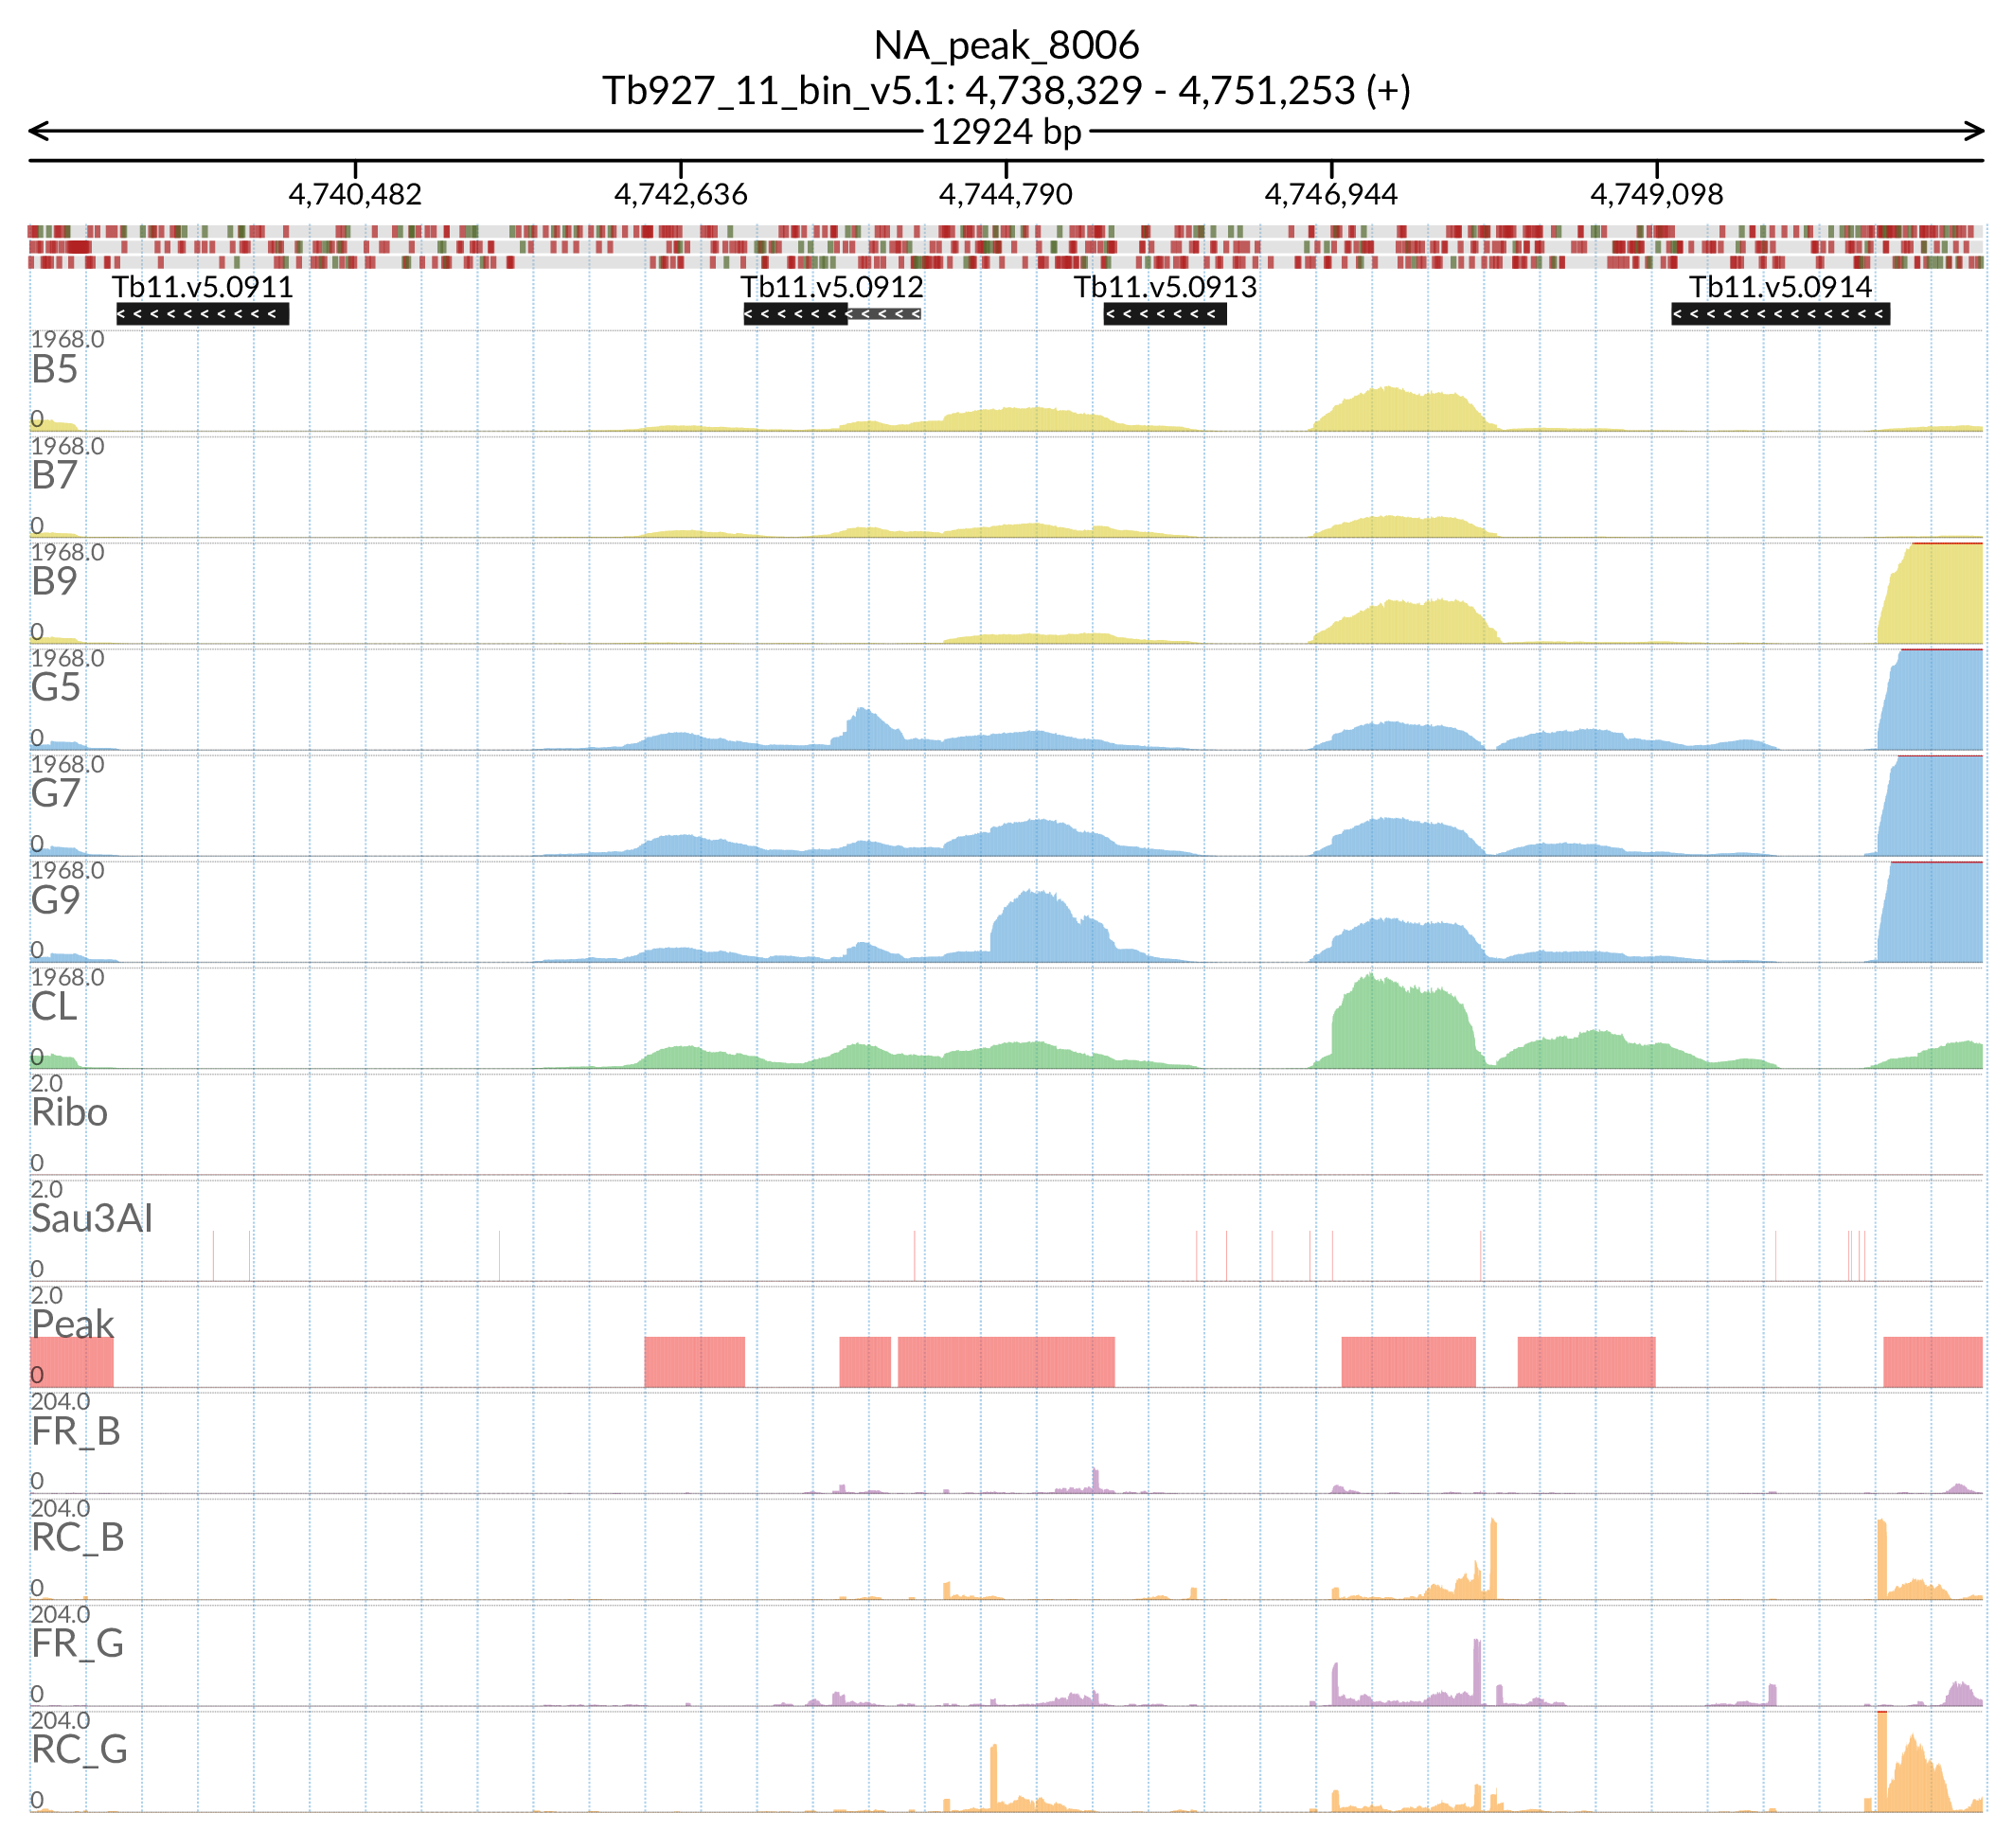 NA_peak_8006
Tb927_11_bin_v5.1: 4,738,329 - 4,751,253 (+)
12924 bp
4,740,482 4,742,636 4,744,790 4,746,944 4,749,098
Tb11.v5.0911 Tb11.v5.0912 Tb11.v5.0913 Tb11.v5.0914
1968.0
B5
0
1968.0
B7
0
1968.0
B9
0
1968.0
G5
0
1968.0
G7
0
1968.0
G9
0
1968.0
CL
0
2.0
Ribo
0
2.0
Sau3AI
0
2.0
Peak
0
204.0
FR_B
0
204.0
RC_B
0
204.0
FR_G
0
204.0
RC_G
0